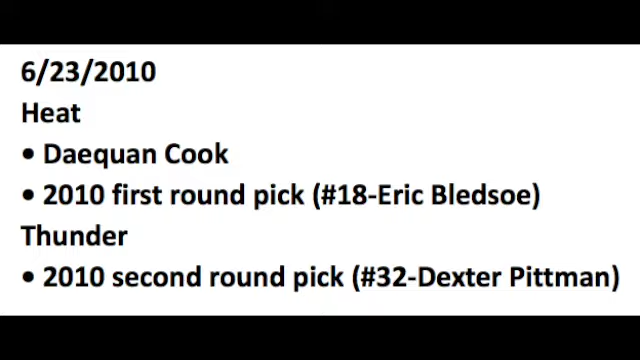 6/23/2010
Heat
• Daequan Cook
• 2010 first round pick (#18-Eric Bledsoe)
Thunder
• 2010 second round pick (#32-Dexter Pittman)